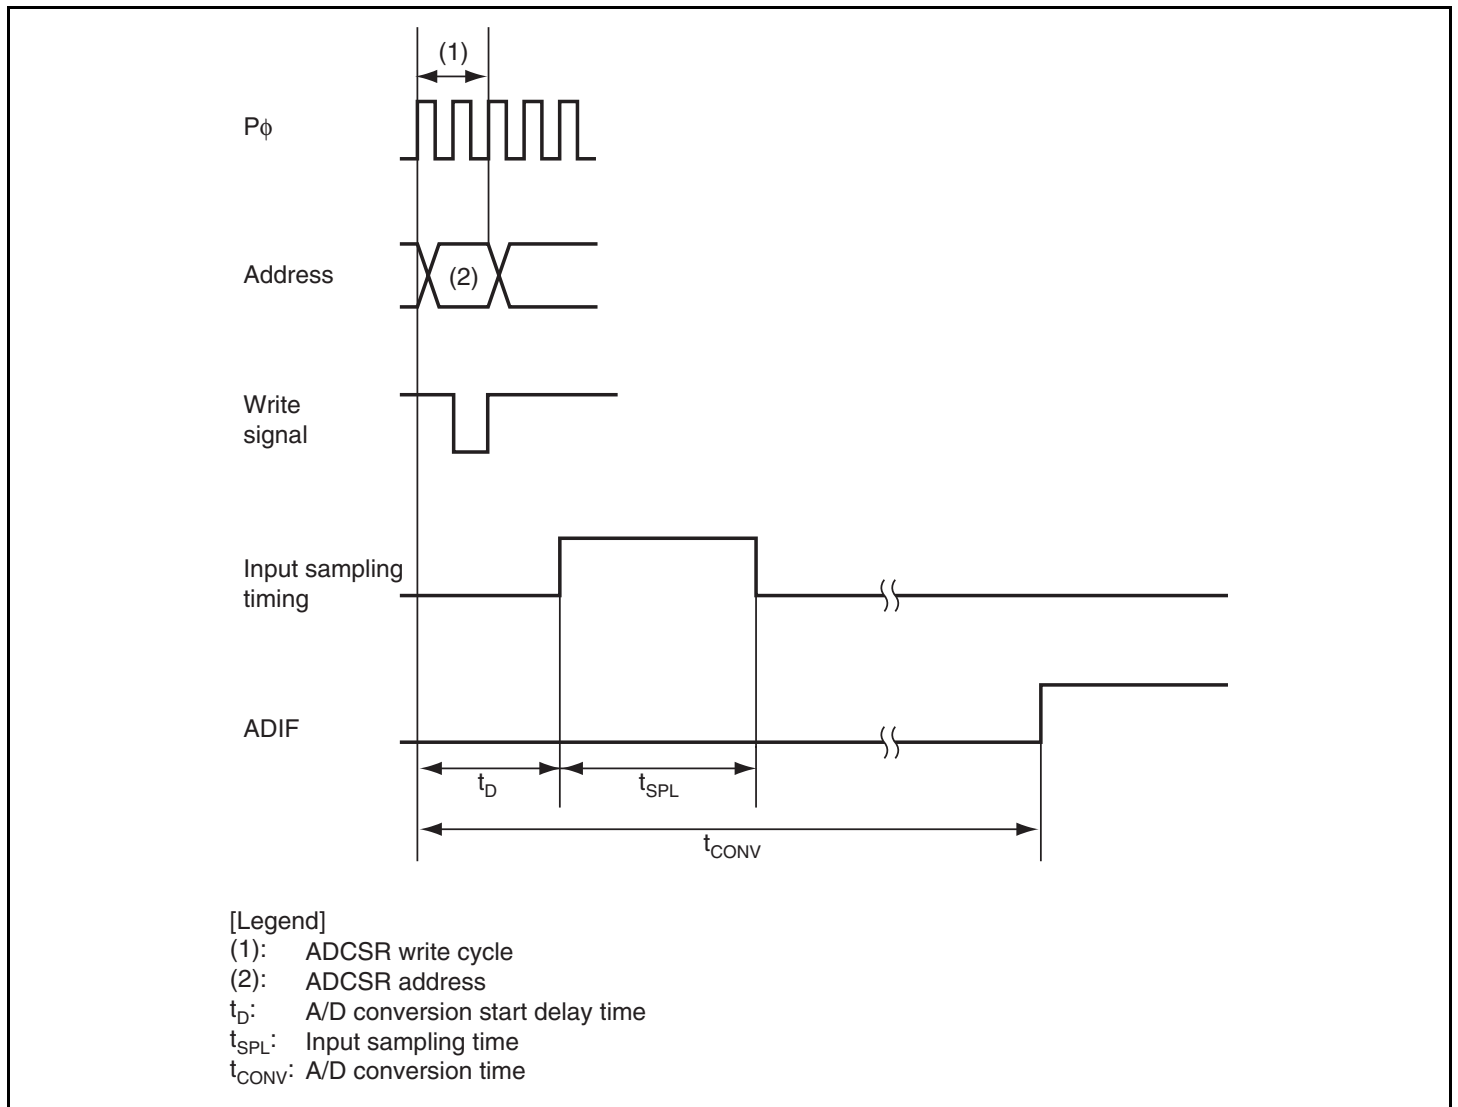 (1)
Pϕ
Address
(2)
Write
signal
Input sampling
timing
ADIF
tD
tSPL
tCONV
[Legend]
(1): ADCSR write cycle
(2): ADCSR address
tD: A/D conversion start delay time
tSPL: Input sampling time
tCONV: A/D conversion time